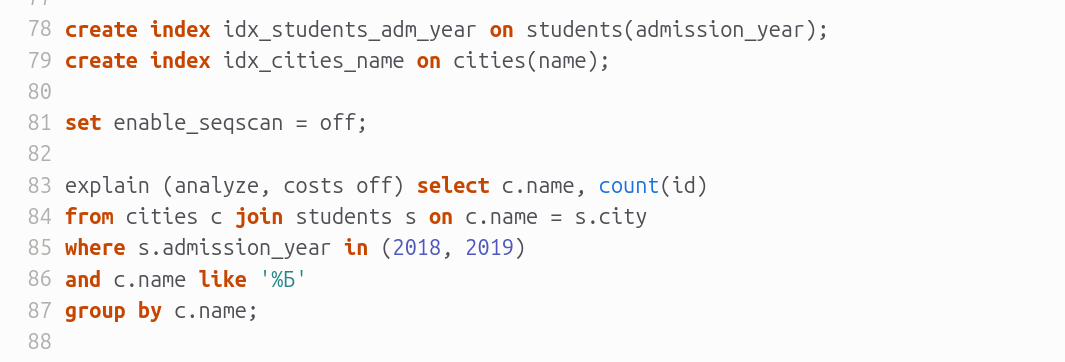 78 create index idx_students_adm_year on students(admission_year);
79 create index idx_cities_name on cities(name);
80
81 set enable_seqscan = off;
82
83 explain (analyze, costs off) select c.name, count(id)
84 from cities c join students s on c.name = s.city
85 where s.admission_year in (2018, 2019)
86 and c.name like '%Б'
87 group by c.name;
88